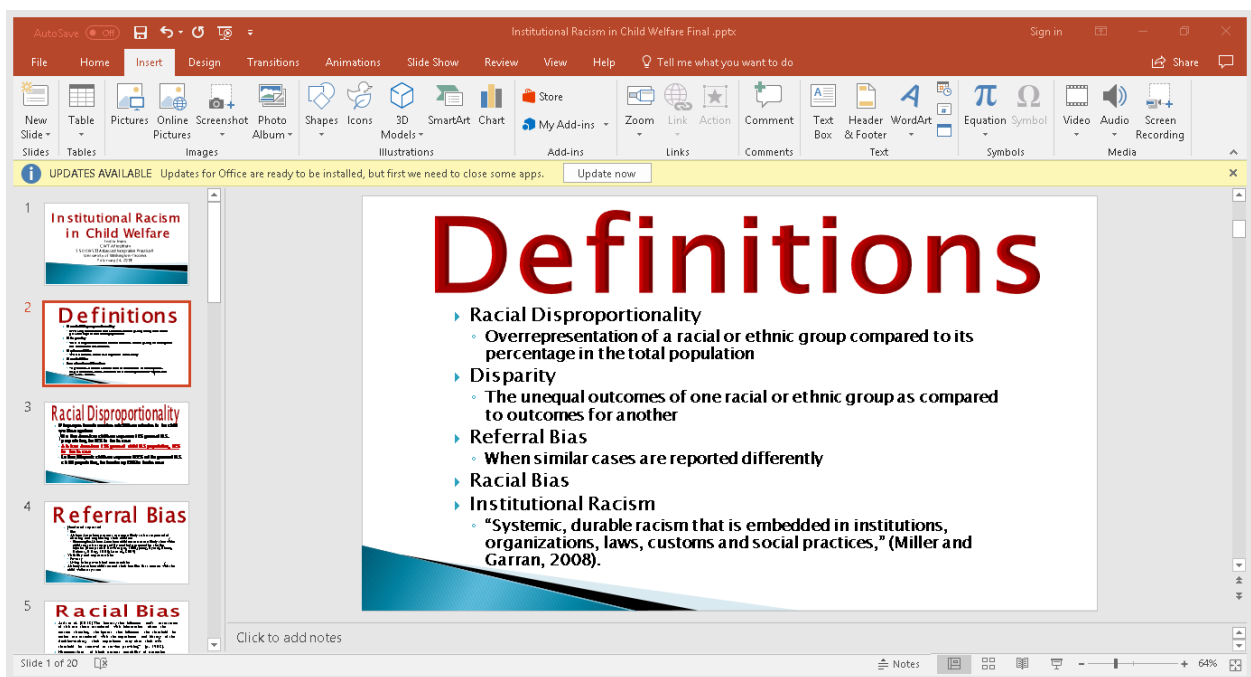 AutoSave Off
Institutional Racism in Child Welfare Final .pptx
Sign in
File Home Insert Design Transitions Animations Slide Show Review View Help Tell me what you want to do Share
New Slide Table Pictures Online Pictures Screenshot Photo Album Shapes Icons 3D Models SmartArt Chart Store My Add-ins Zoom Link Action Comment Text Box Header & Footer WordArt Equation Symbol Video Audio Screen Recording
Slides Tables Images Illustrations Add-ins Links Comments Text Symbols Media
UPDATES AVAILABLE Updates for Office are ready to be installed, but first we need to close some apps. Update now
1
Institutional Racism
in Child Welfare
2
Definitions
3
Racial Disproportionality
4
Referral Bias
5
Racial Bias
Definitions
Racial Disproportionality
Overrepresentation of a racial or ethnic group compared to its
percentage in the total population
Disparity
The unequal outcomes of one racial or ethnic group as compared
to outcomes for another
Referral Bias
When similar cases are reported differently
Racial Bias
Institutional Racism
“Systemic, durable racism that is embedded in institutions,
organizations, laws, customs and social practices,” (Miller and
Garran, 2008).
Click to add notes
Slide 1 of 20
Notes
64%